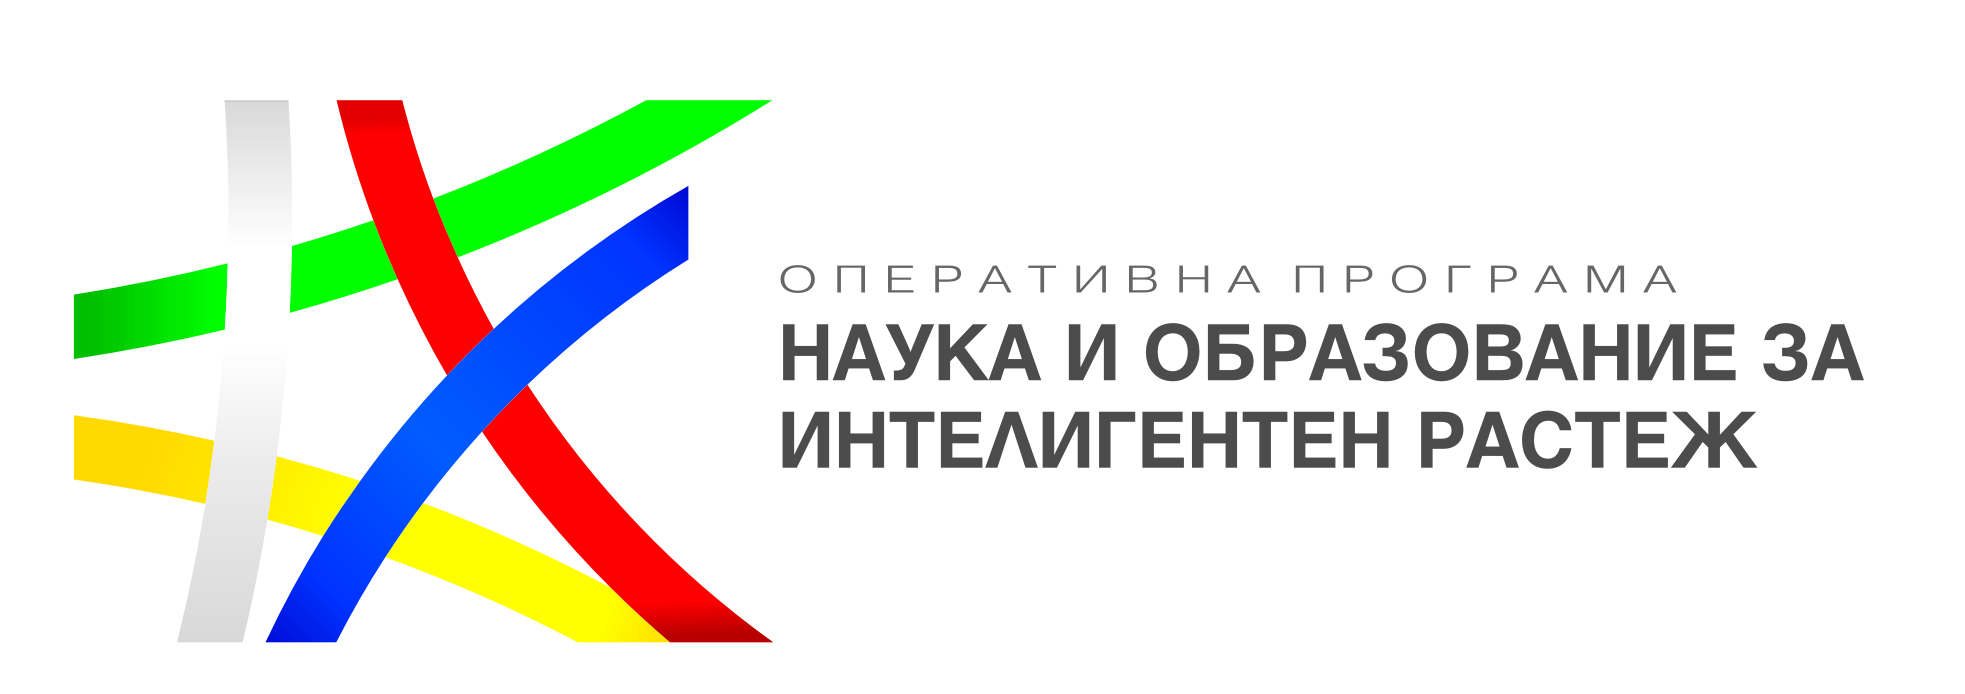 ОПЕРАТИВНА ПРОГРАМА
НАУКА И ОБРАЗОВАНИЕ ЗА
ИНТЕЛИГЕНТЕН РАСТЕЖ